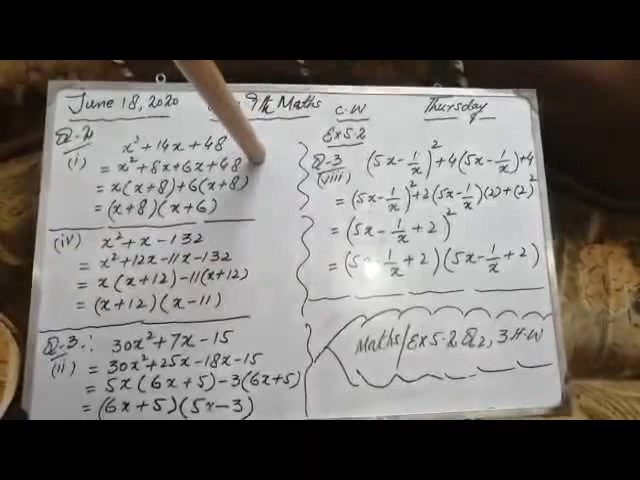 June 18, 2020 9th Maths C.W Thursday
Ex 5.2
Q.2
(i) x² + 14x + 48
= x² + 8x + 6x + 48
= x(x+8) + 6(x+8)
= (x+8)(x+6)
(iv) x² + x - 132
= x² + 12x - 11x - 132
= x(x+12) - 11(x+12)
= (x+12)(x-11)
Q.3: 30x² + 7x - 15
(ii) = 30x² + 25x - 18x - 15
= 5x(6x+5) - 3(6x+5)
= (6x+5)(5x-3)
Q-3 (5x - 1/x)² + 4(5x - 1/x) + 4
(viii)
= (5x - 1/x)² + 2(5x - 1/x)(2) + (2)²
= (5x - 1/x + 2)²
= (5x - 1/x + 2)(5x - 1/x + 2)
Maths/Ex 5.2 Q2, 3 H.W